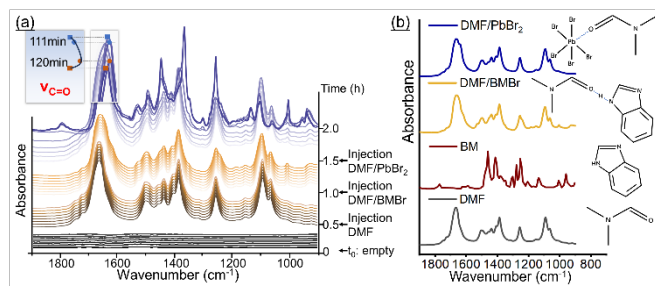 (a)
111min
120min
νC=O
Absorbance
Time (h)
2.0
1.5
Injection
DMF/PbBr₂
1.0
Injection
DMF/BMBr
0.5
Injection
DMF
0
t₀: empty
1800 1600 1400 1200 1000
Wavenumber (cm⁻¹)
(b)
Absorbance
DMF/PbBr₂
Br
Br
Br
Pb
Br
Br
O
N
DMF/BMBr
N
O
H
N
N
BM
N
HN
DMF
N
O
1800 1600 1400 1200 1000 800
Wavenumber (cm⁻¹)